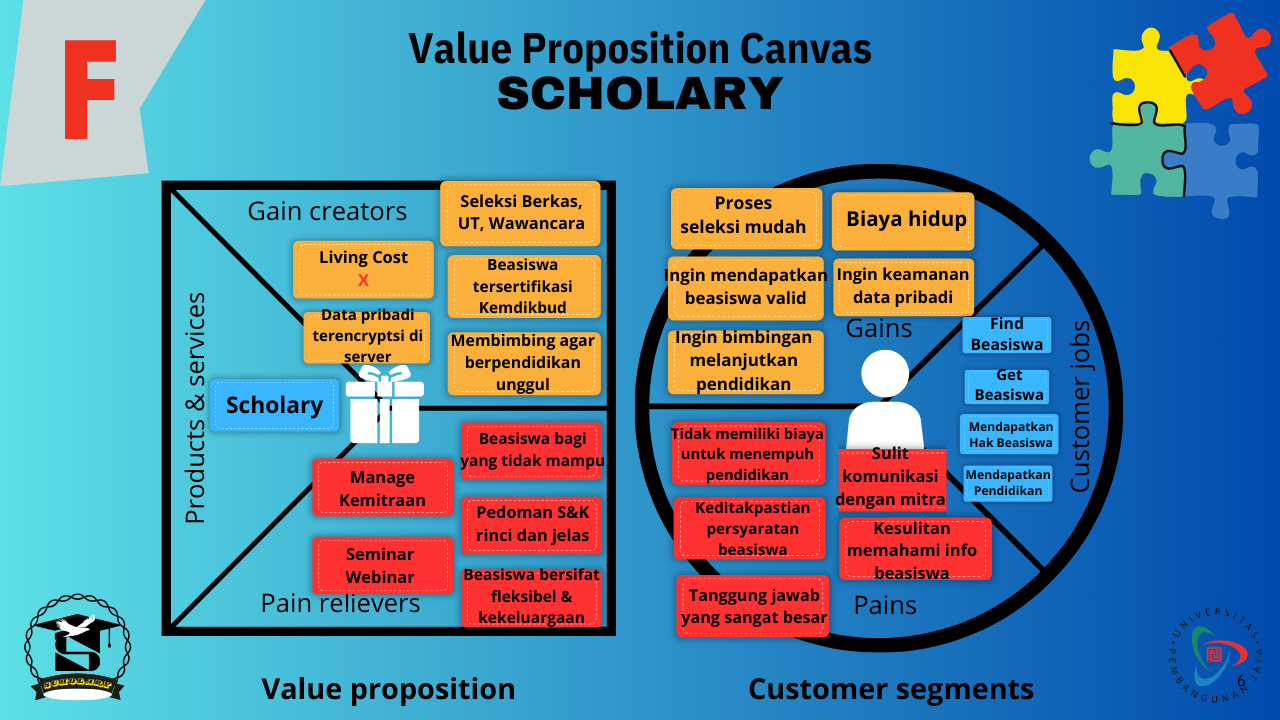 F
Value Proposition Canvas
SCHOLARY
Gain creators
Seleksi Berkas,
UT, Wawancara
Living Cost
X
Beasiswa
tersertifikasi
Kemdikbud
Data pribadi
terencryptsi di
server
Membimbing agar
berpendidikan
unggul
Products & services
Scholary
Beasiswa bagi
yang tidak mampu
Manage
Kemitraan
Pedoman S&K
rinci dan jelas
Seminar
Webinar
Beasiswa bersifat
fleksibel &
kekeluargaan
Pain relievers
Value proposition
Proses
seleksi mudah
Biaya hidup
Ingin mendapatkan
beasiswa valid
Ingin keamanan
data pribadi
Gains
Ingin bimbingan
melanjutkan
pendidikan
Find
Beasiswa
Get
Beasiswa
Mendapatkan
Hak Beasiswa
Mendapatkan
Pendidikan
Customer jobs
Tidak memiliki biaya
untuk menempuh
pendidikan
Sulit
komunikasi
dengan mitra
Keditakpastian
persyaratan
beasiswa
Kesulitan
memahami info
beasiswa
Tanggung jawab
yang sangat besar
Pains
Customer segments
SCHOLARY
UNIVERSITAS
PEMBANGUNAN JAYA
6